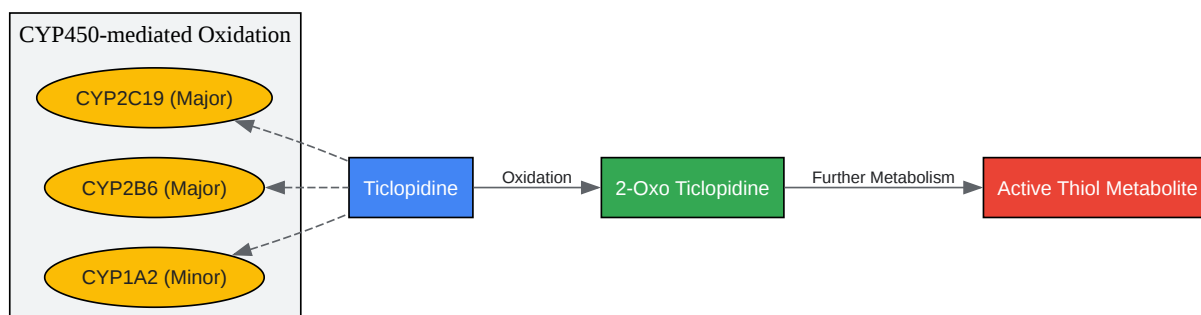 CYP450-mediated Oxidation
CYP2C19 (Major)
CYP2B6 (Major)
CYP1A2 (Minor)
Ticlopidine
Oxidation
2-Oxo Ticlopidine
Further Metabolism
Active Thiol Metabolite